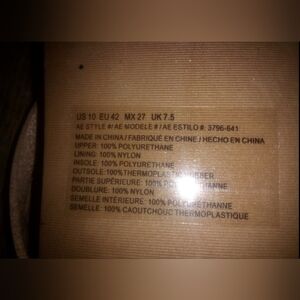 US 10 EU 42 MX 27 UK 7.5
AE STYLE #/ AE MODELE # / AE ESTILO #: 3796-641
MADE IN CHINA / FABRIQUÉ EN CHINE / HECHO EN CHINA
UPPER: 100% POLYURETHANE
LINING: 100% NYLON
INSOLE: 100% POLYURETHANE
OUTSOLE: 100% THERMOPLASTIC RUBBER
PARTIE SUPÉRIEURE: 100% POLYURÉTHANNE
DOUBLURE: 100% NYLON
SEMELLE INTÉRIEURE: 100% POLYURÉTHANNE
SEMELLE: 100% CAOUTCHOUC THERMOPLASTIQUE